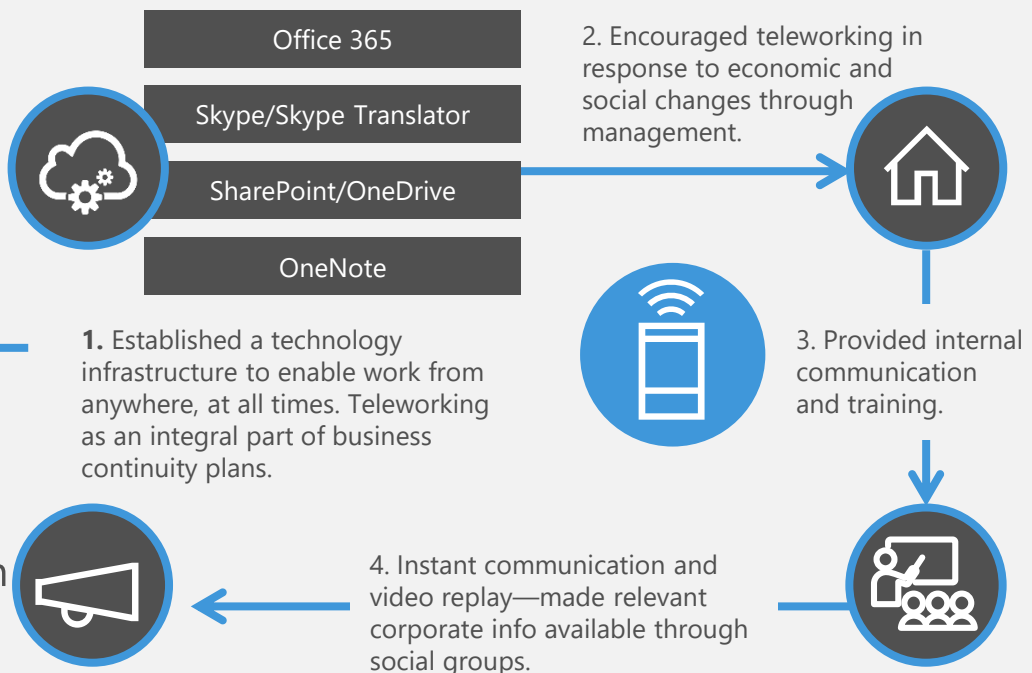 Office 365
Skype/Skype Translator
SharePoint/OneDrive
OneNote
2. Encouraged teleworking in
response to economic and
social changes through
management.
1. Established a technology
infrastructure to enable work from
anywhere, at all times. Teleworking
as an integral part of business
continuity plans.
3. Provided internal
communication
and training.
4. Instant communication and
video replay—made relevant
corporate info available through
social groups.